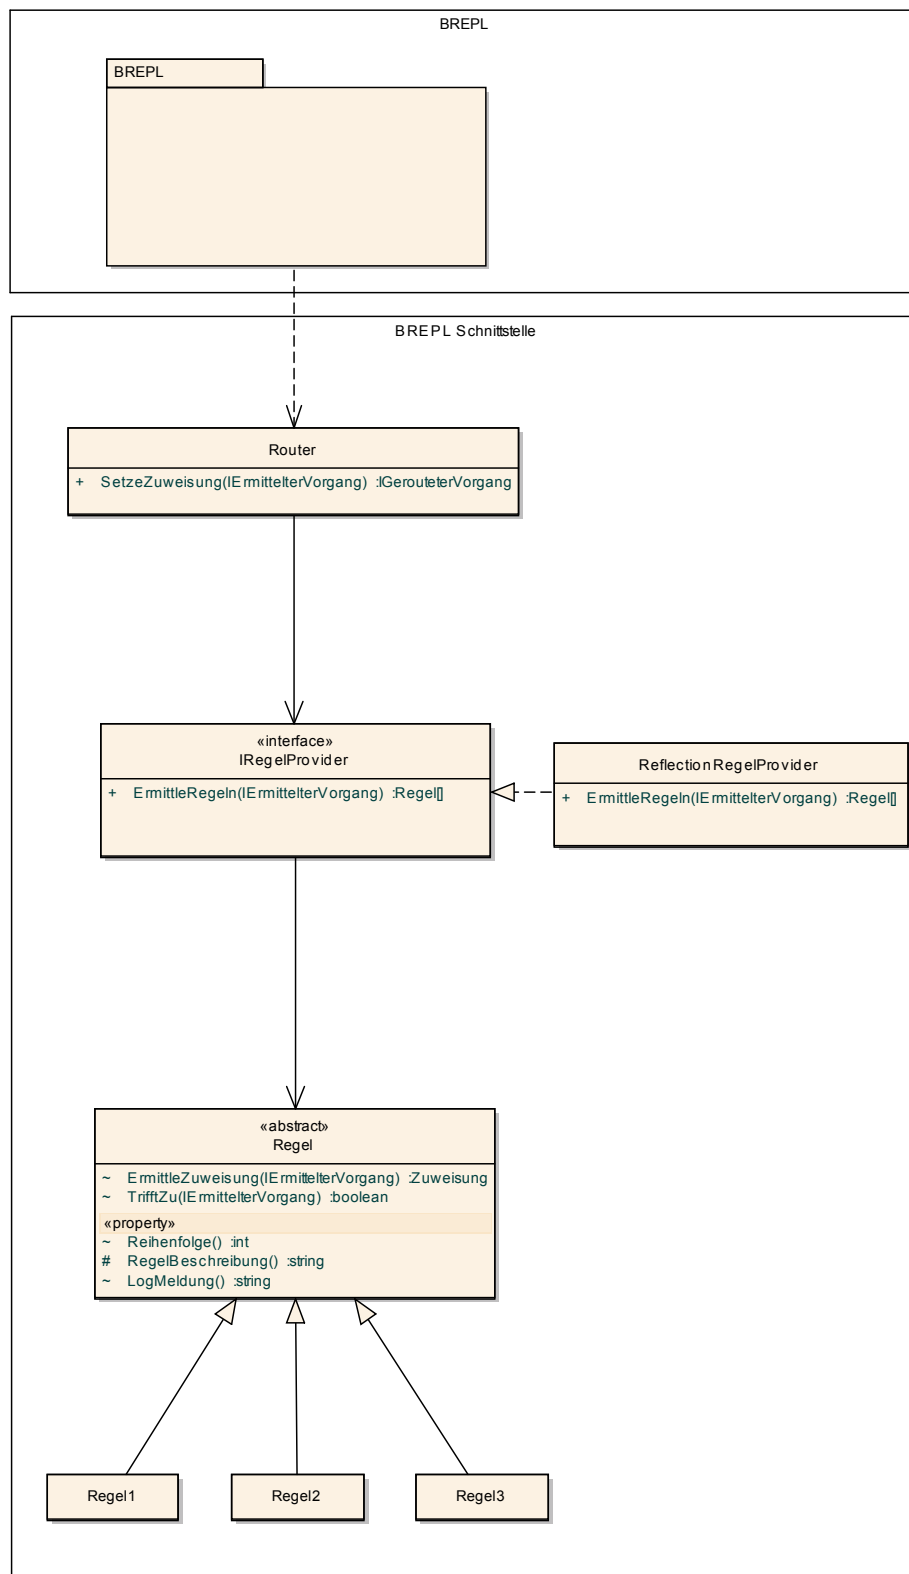 BREPL
BREPL
BREPL Schnittstelle
Router
+ SetzeZuweisung(IErmittelterVorgang) :IGerouteterVorgang
«interface»
IRegelProvider
+ ErmittleRegeln(IErmittelterVorgang) :Regel[]
ReflectionRegelProvider
+ ErmittleRegeln(IErmittelterVorgang) :Regel[]
«abstract»
Regel
~ ErmittleZuweisung(IErmittelterVorgang) :Zuweisung
~ TrifftZu(IErmittelterVorgang) :boolean
«property»
~ Reihenfolge() :int
# RegelBeschreibung() :string
~ LogMeldung() :string
Regel1
Regel2
Regel3